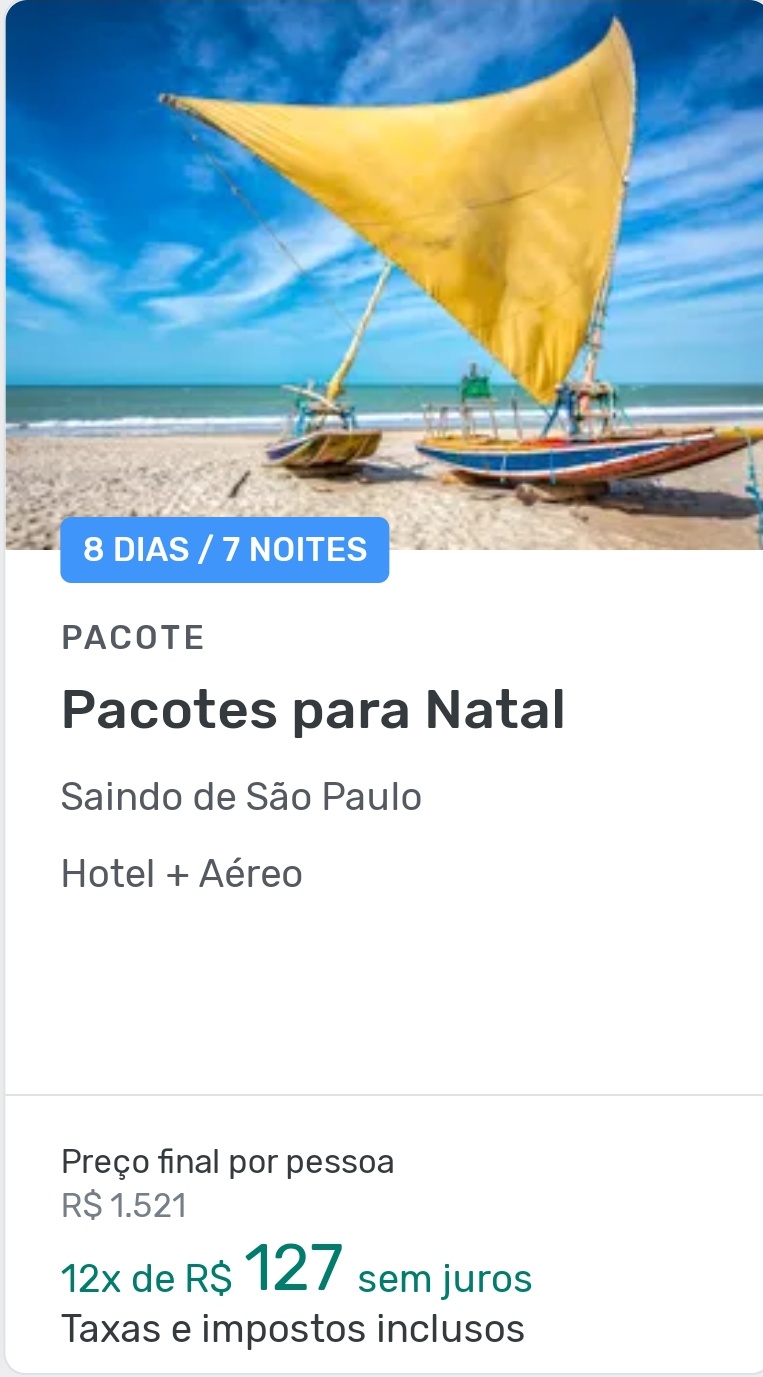 8 DIAS / 7 NOITES
PACOTE
Pacotes para Natal
Saindo de São Paulo
Hotel + Aéreo
Preço final por pessoa
R$ 1.521
12x de R$ 127 sem juros
Taxas e impostos inclusos